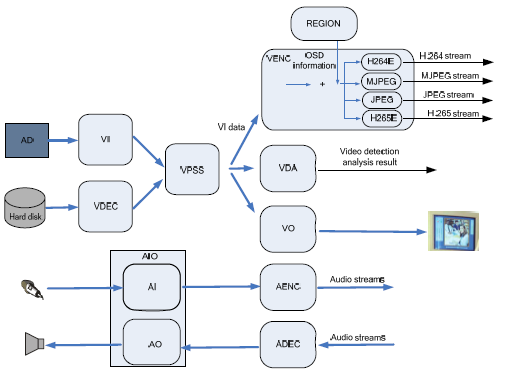 REGION
VENC OSD
information
+
H264E
MJPEG
JPEG
H265E
H.264 stream
MJPEG stream
JPEG stream
H.265 stream
VI data
AD
VI
VPSS
VDA
Video detection
analysis result
Hard disk
VDEC
VO
AIO
AI
AENC
Audio streams
AO
ADEC
Audio streams